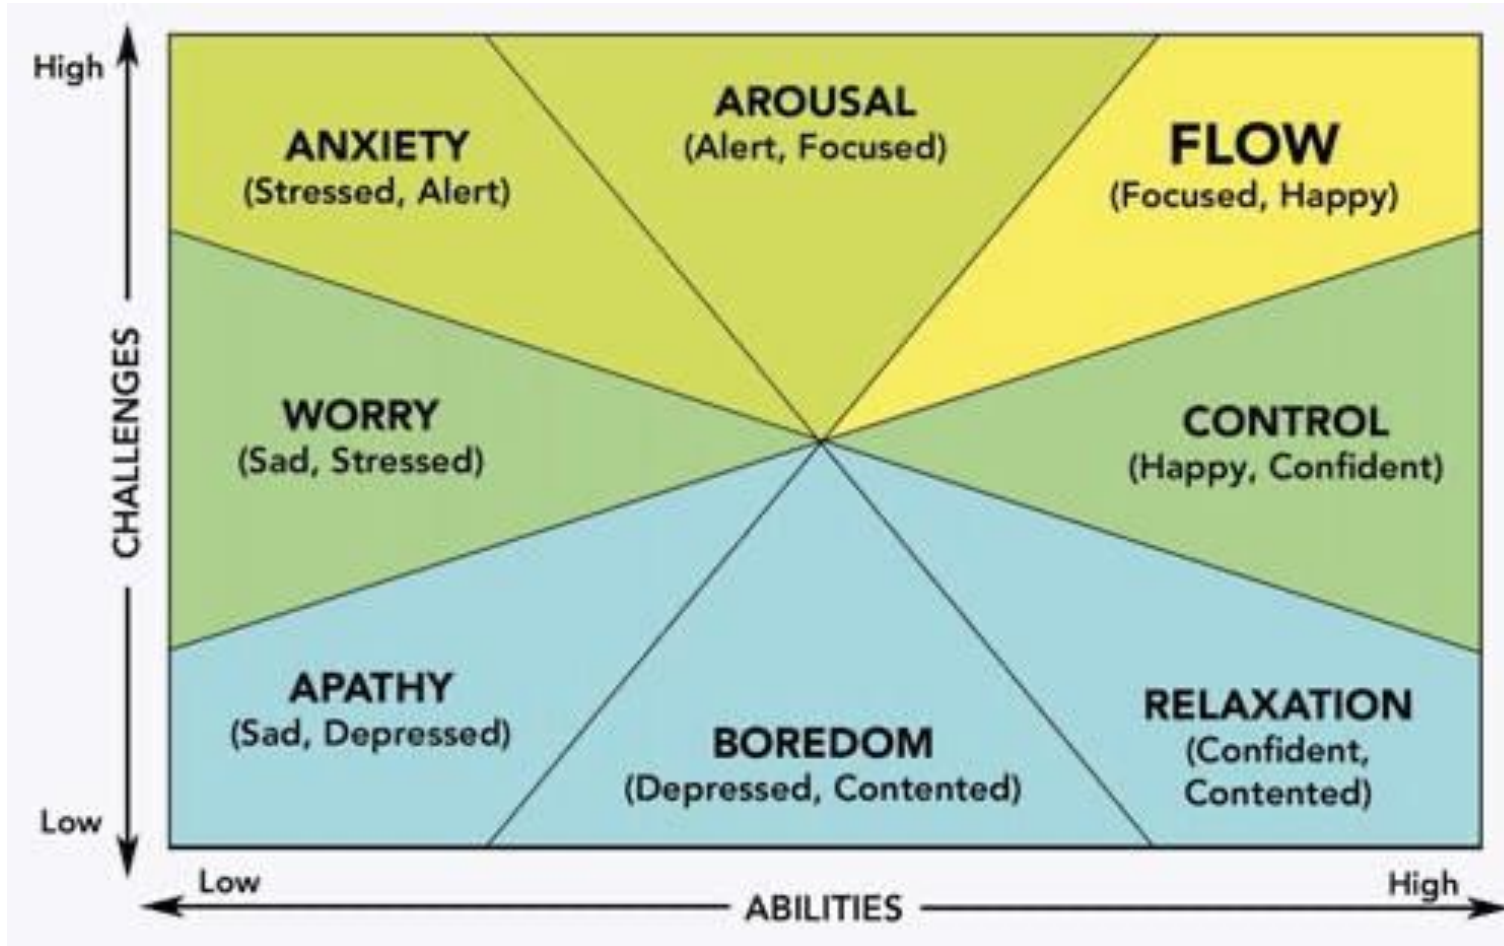 High
ANXIETY
(Stressed, Alert)
AROUSAL
(Alert, Focused)
FLOW
(Focused, Happy)
CHALLENGES
WORRY
(Sad, Stressed)
CONTROL
(Happy, Confident)
APATHY
(Sad, Depressed)
BOREDOM
(Depressed, Contented)
RELAXATION
(Confident,
Contented)
Low
Low
ABILITIES
High